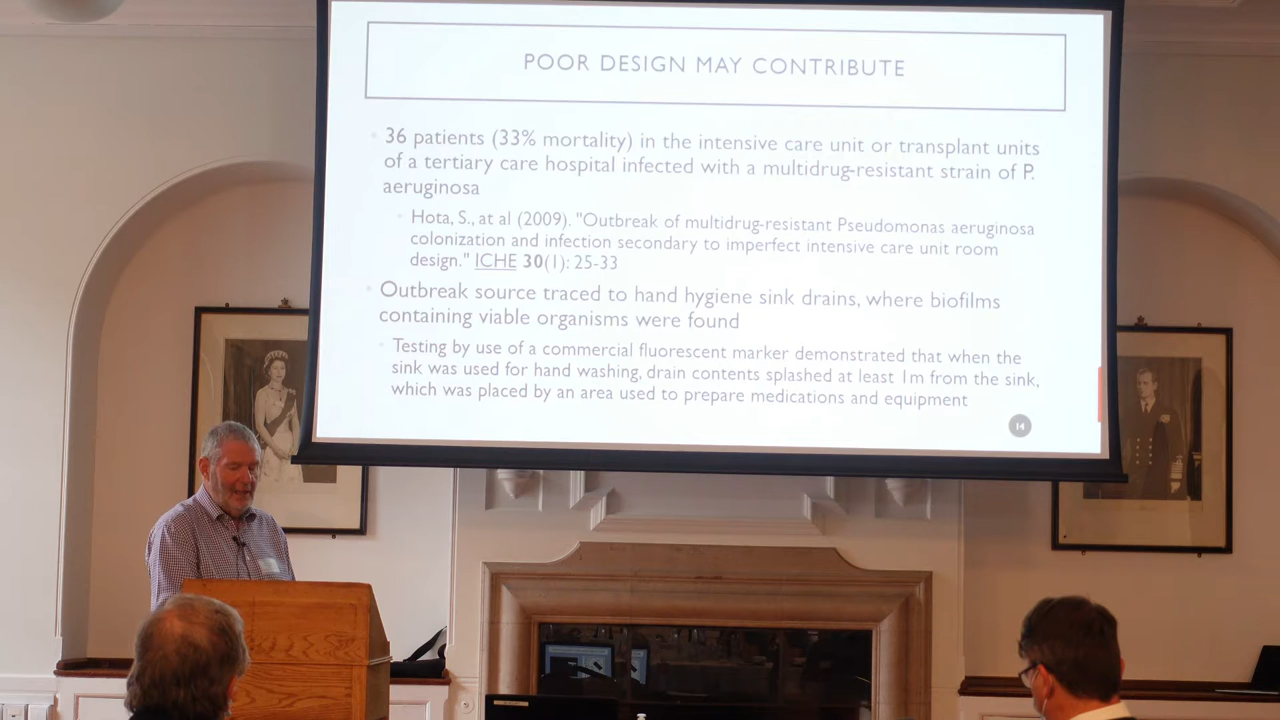 POOR DESIGN MAY CONTRIBUTE
36 patients (33% mortality) in the intensive care unit or transplant units
of a tertiary care hospital infected with a multidrug-resistant strain of P.
aeruginosa
Hota, S., at al (2009). "Outbreak of multidrug-resistant Pseudomonas aeruginosa
colonization and infection secondary to imperfect intensive care unit room
design." ICHE 30(1): 25-33
Outbreak source traced to hand hygiene sink drains, where biofilms
containing viable organisms were found
Testing by use of a commercial fluorescent marker demonstrated that when the
sink was used for hand washing, drain contents splashed at least 1m from the sink,
which was placed by an area used to prepare medications and equipment
14